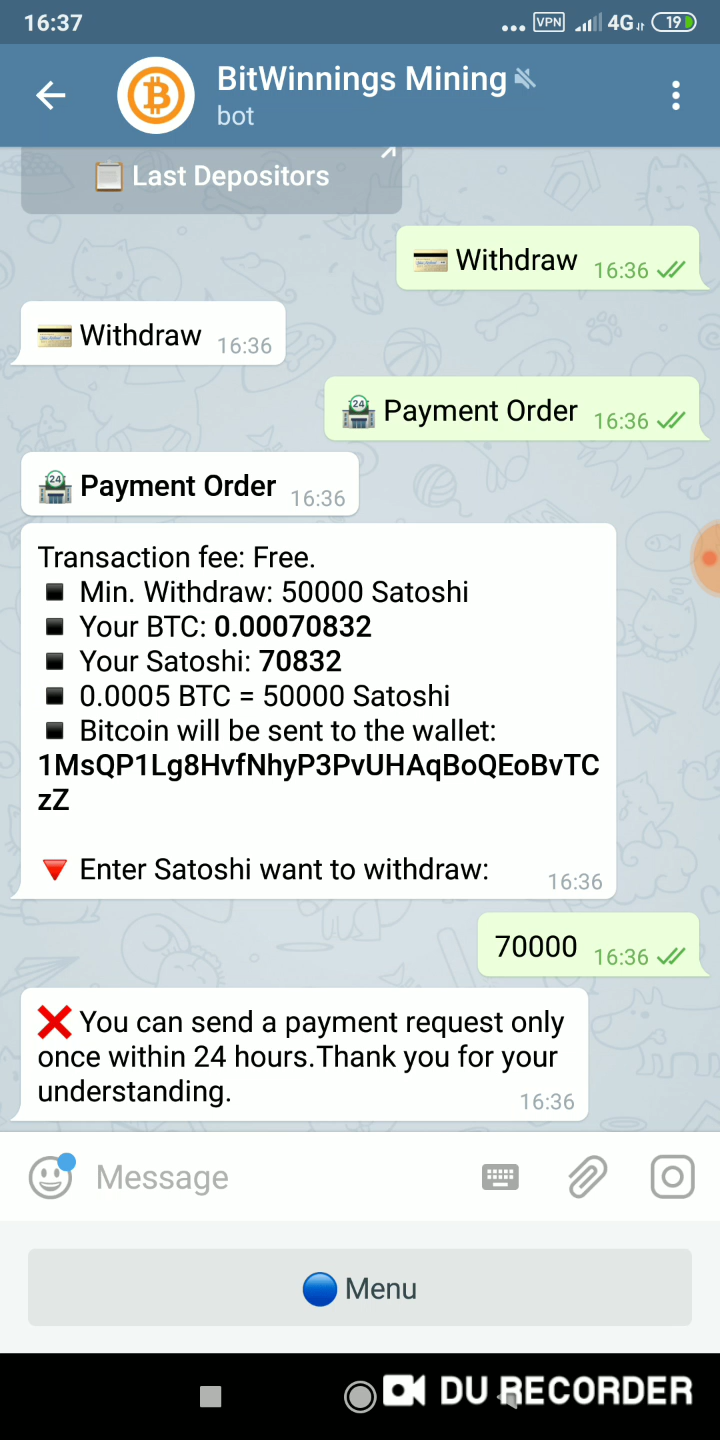 16:37
VPN 4G 19
BitWinnings Mining
bot
Last Depositors
Withdraw 16:36
Withdraw 16:36
Payment Order 16:36
Payment Order 16:36
Transaction fee: Free.
Min. Withdraw: 50000 Satoshi
Your BTC: 0.00070832
Your Satoshi: 70832
0.0005 BTC = 50000 Satoshi
Bitcoin will be sent to the wallet:
1MsQP1Lg8HvfNhyP3PvUHAqBoQEoBvTC
zZ
Enter Satoshi want to withdraw: 16:36
70000 16:36
You can send a payment request only
once within 24 hours.Thank you for your
understanding. 16:36
Message
Menu
DU RECORDER